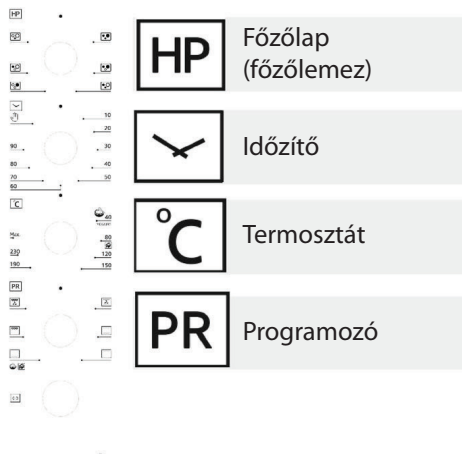 HP
HP
Főzőlap
(főzőlemez)
10
20
90
30
80
40
70
50
60
Időzítő
°C
°C
40
Max
80
230
120
190
150
Termosztát
PR
PR
Programozó